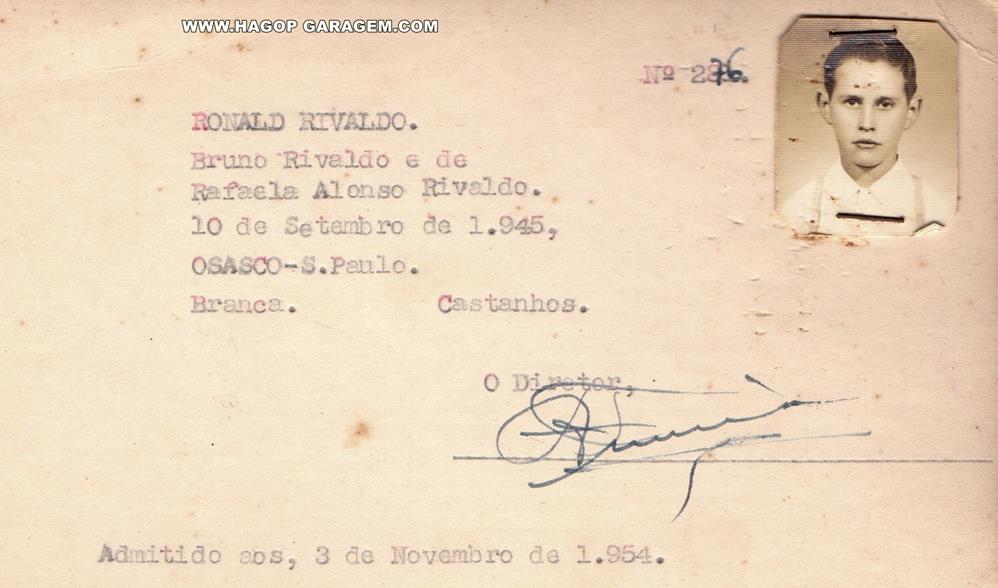 WWW.HAGOP GARAGEM.COM
Nº 276.
RONALD RIVALDO.
Bruno Rivaldo e de
Rafaela Alonso Rivaldo.
10 de Setembro de 1.945,
OSASCO-S.Paulo.
Branca. Castanhos.
O Diretor,
Admitido aos, 3 de Novembro de 1.954.